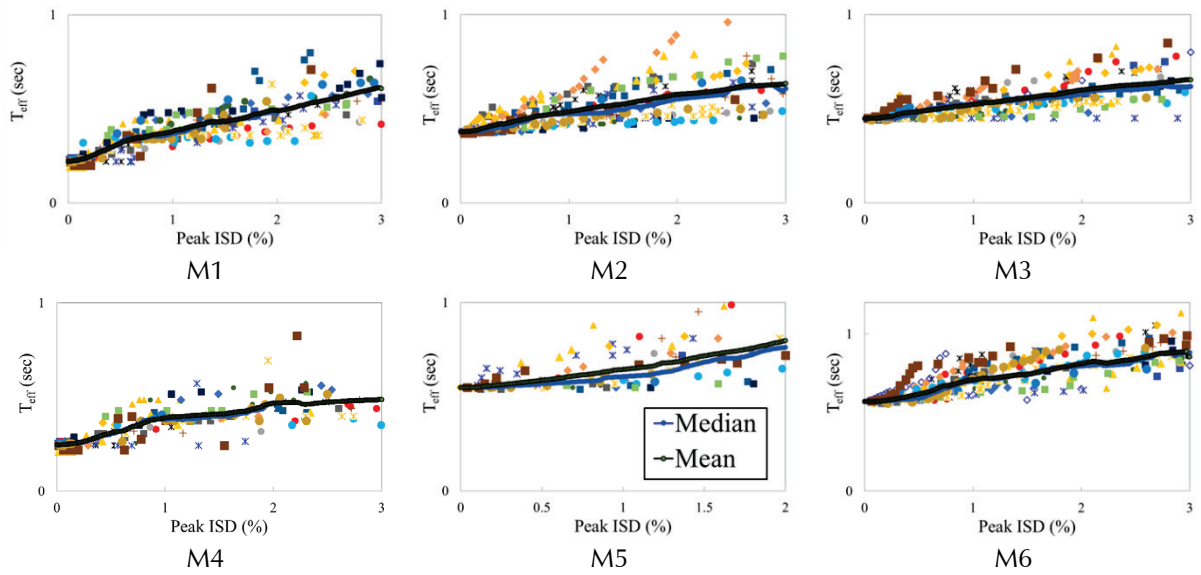 1
T_eff (sec)
0
0 1 2 3
Peak ISD (%)
M1
1
T_eff (sec)
0
0 1 2 3
Peak ISD (%)
M2
1
T_eff (sec)
0
0 1 2 3
Peak ISD (%)
M3
1
T_eff (sec)
0
0 1 2 3
Peak ISD (%)
M4
1
T_eff (sec)
0
0 0.5 1 1.5 2
Peak ISD (%)
Median
Mean
M5
1
T_eff (sec)
0
0 1 2 3
Peak ISD (%)
M6